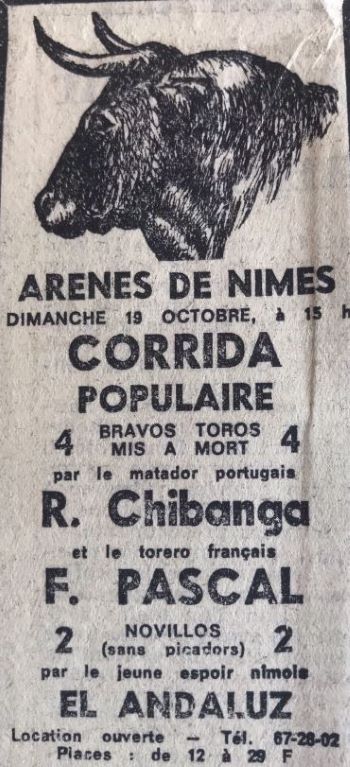 ARENES DE NIMES
DIMANCHE 19 OCTOBRE, à 15 h
CORRIDA
POPULAIRE
4 BRAVOS TOROS 4
MIS A MORT
par le matador portugais
R. Chibanga
et le torero français
F. PASCAL
2 NOVILLOS 2
(sans picadors)
par le jeune espoir nîmois
EL ANDALUZ
Location ouverte — Tél. 67-28-02
Places : de 12 à 29 F